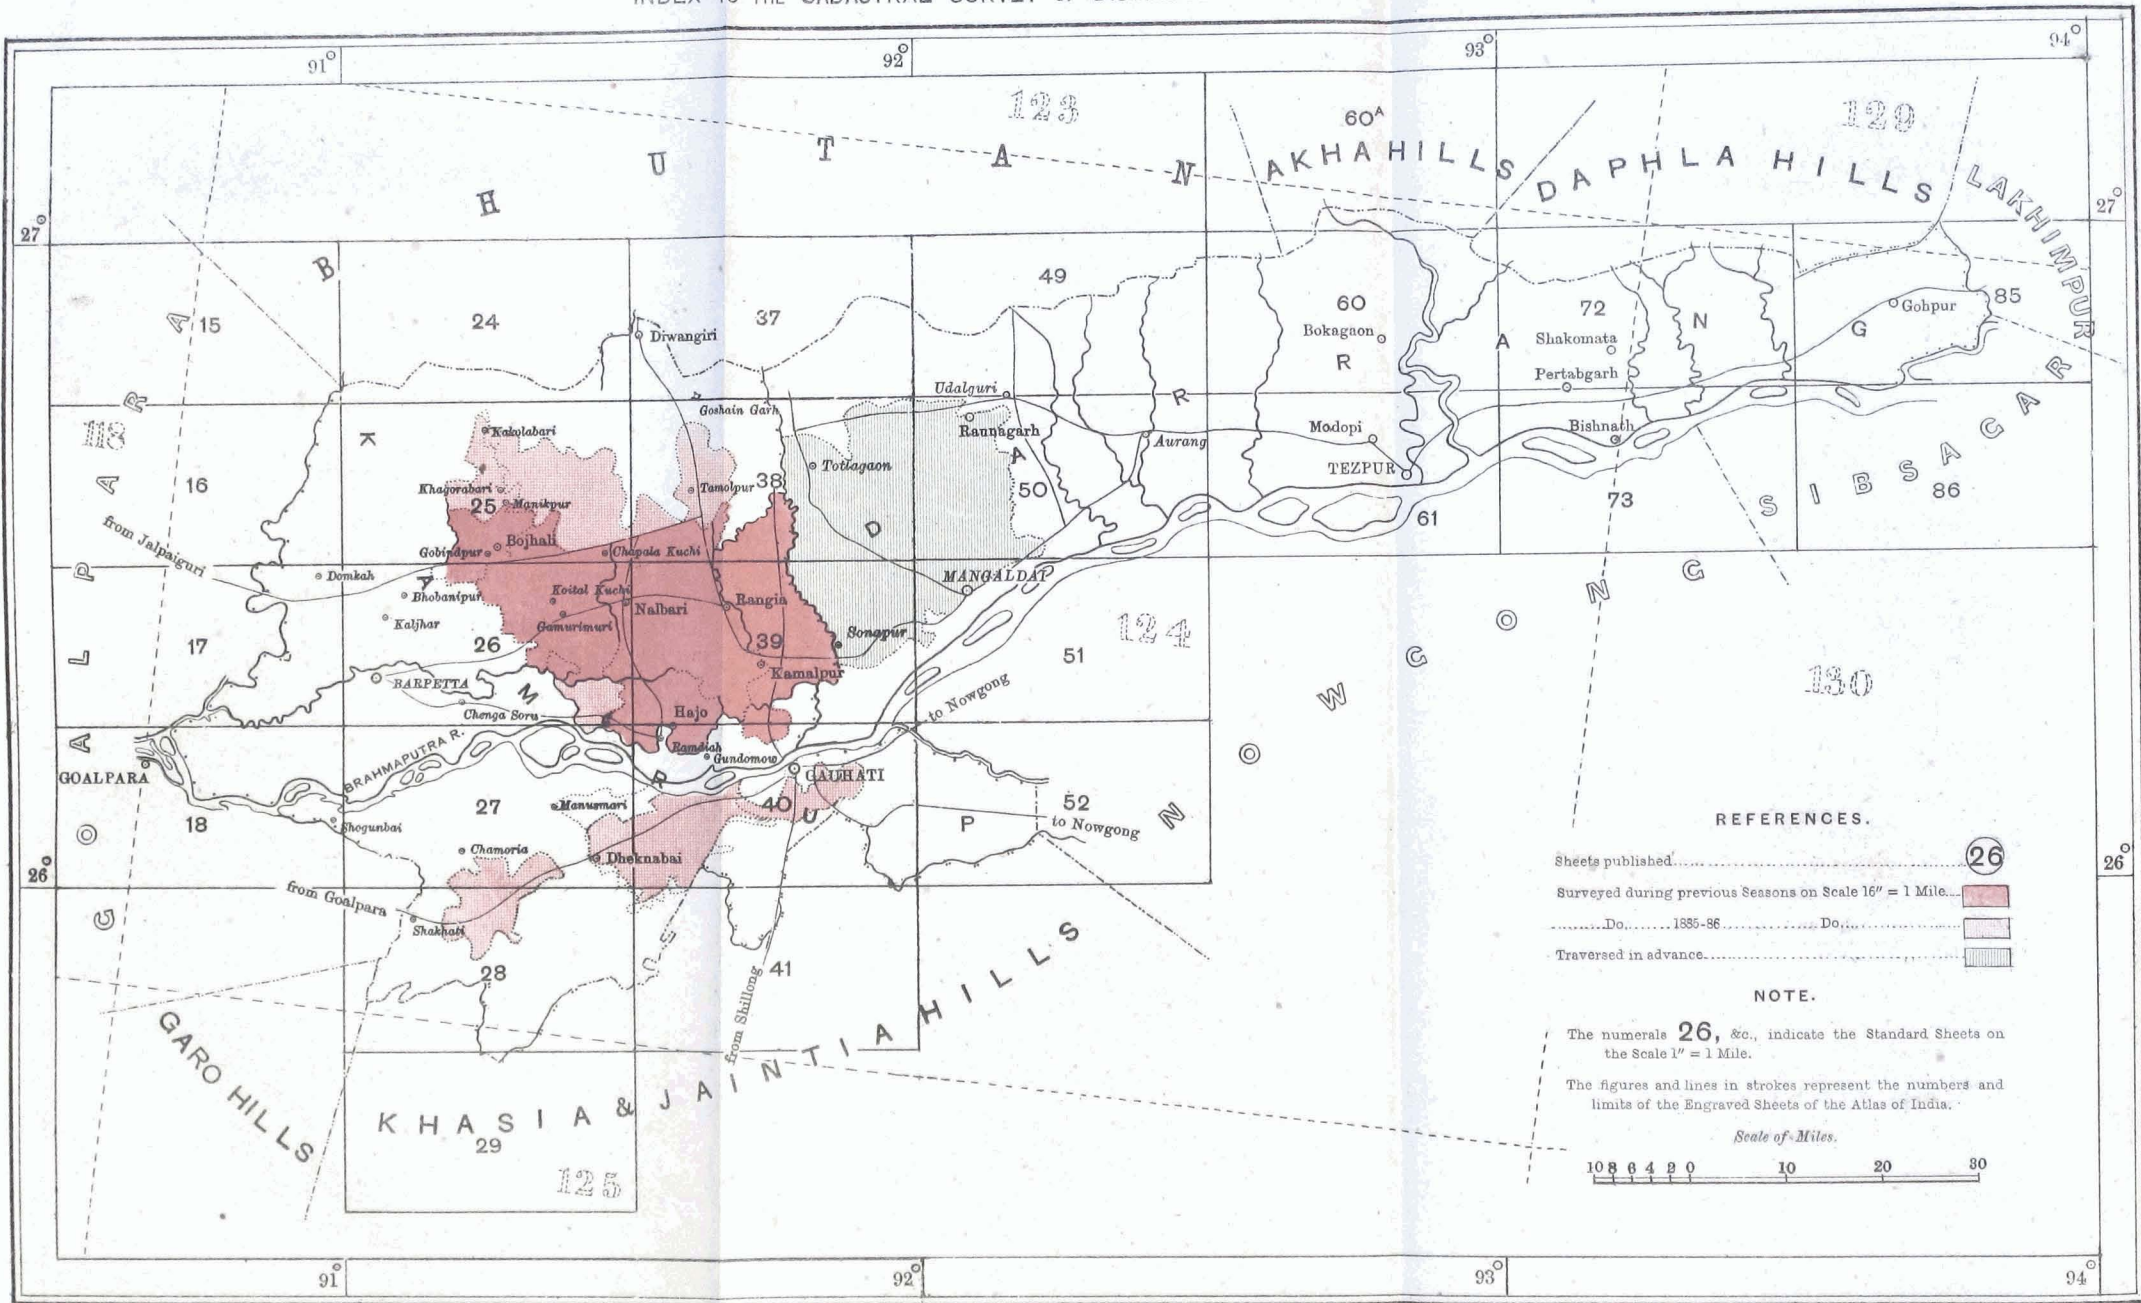 91°
92°
93°
94°
123
60A
129
BHUTAN
AKHA HILLS
DAPHLA HILLS
LAKHIMPUR
27°
27°
15
24
37
49
60
72
85
Diwangiri
Bokagaon
Shakomata
Gohpur
Pertabgarh
DARRANG
Udalguri
Goshain Garh
Kakolabari
Rannagarh
Aurang
Modopi
Bishnath
TEZPUR
Totlagaon
118
16
Khagorabari
25
Manikpur
Tamolpur
38
50
61
73
86
SIBSAGAR
GOALPARA
from Jalpaiguri
Gobindpur
Bojhali
Chapala Kuchi
Domkah
Bhobanipur
Kaljhar
Koital Kuchi
Gamurimuri
Nalbari
Rangia
MANGALDAI
KAMRUP
17
26
39
Songpur
51
124
NOWGONG
130
BARPETTA
Kamalpur
Chenga Soru
Hajo
Ramdiah
Gundomow
to Nowgong
BRAHMAPUTRA R.
GOALPARA
GAUHATI
18
27
Manusmari
40
52
to Nowgong
Shogunbai
Chamoria
Dheknabai
26°
26°
from Goalpara
Shakhati
28
41
from Shillong
GARO HILLS
KHASIA & JAINTIA HILLS
29
125
REFERENCES.
Sheets published 26
Surveyed during previous Seasons on Scale 16" = 1 Mile
Do. 1885-86 Do.
Traversed in advance
NOTE.
The numerals 26, &c., indicate the Standard Sheets on
the Scale 1" = 1 Mile.
The figures and lines in strokes represent the numbers and
limits of the Engraved Sheets of the Atlas of India.
Scale of Miles.
10 8 6 4 2 0 10 20 30
91°
92°
93°
94°